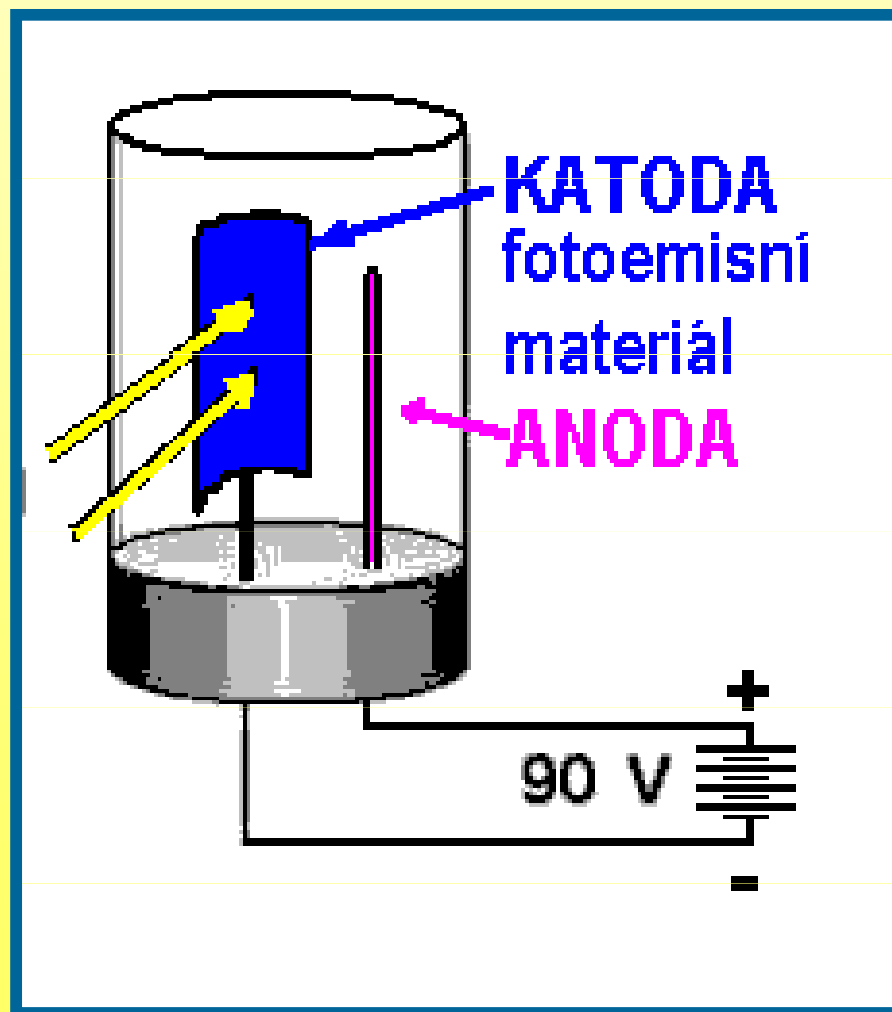 KATODA
fotoemisní
materiál
ANODA
+
90 V
-